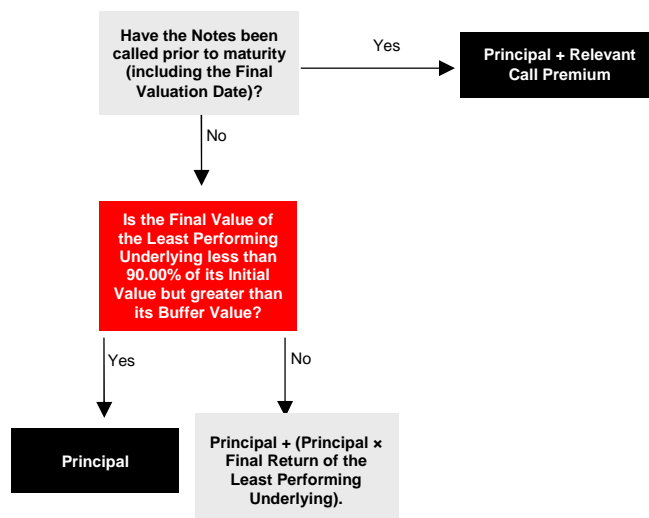 Have the Notes been
called prior to maturity
(including the Final
Valuation Date)?
Yes
Principal + Relevant
Call Premium
No
Is the Final Value of
the Least Performing
Underlying less than
90.00% of its Initial
Value but greater than
its Buffer Value?
Yes
No
Principal
Principal + (Principal ×
Final Return of the
Least Performing
Underlying).